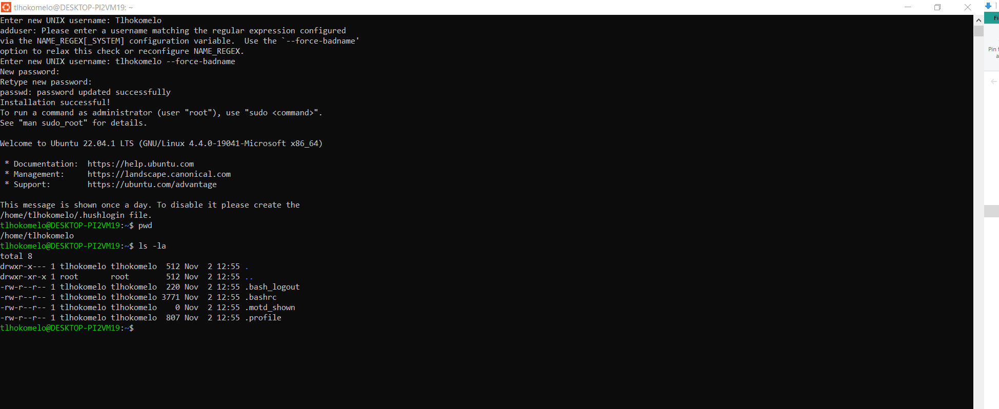 tlhokomelo@DESKTOP-PI2VM19: ~
Enter new UNIX username: Tlhokomelo
adduser: Please enter a username matching the regular expression configured
via the NAME_REGEX[_SYSTEM] configuration variable.  Use the `--force-badname'
option to relax this check or reconfigure NAME_REGEX.
Enter new UNIX username: tlhokomelo --force-badname
New password:
Retype new password:
passwd: password updated successfully
Installation successful!
To run a command as administrator (user "root"), use "sudo <command>".
See "man sudo_root" for details.

Welcome to Ubuntu 22.04.1 LTS (GNU/Linux 4.4.0-19041-Microsoft x86_64)

 * Documentation:  https://help.ubuntu.com
 * Management:     https://landscape.canonical.com
 * Support:        https://ubuntu.com/advantage

This message is shown once a day. To disable it please create the
/home/tlhokomelo/.hushlogin file.
tlhokomelo@DESKTOP-PI2VM19:~$ pwd
/home/tlhokomelo
tlhokomelo@DESKTOP-PI2VM19:~$ ls -la
total 8
drwxr-x--- 1 tlhokomelo tlhokomelo  512 Nov  2 12:55 .
drwxr-xr-x 1 root       root        512 Nov  2 12:55 ..
-rw-r--r-- 1 tlhokomelo tlhokomelo  220 Nov  2 12:55 .bash_logout
-rw-r--r-- 1 tlhokomelo tlhokomelo 3771 Nov  2 12:55 .bashrc
-rw-r--r-- 1 tlhokomelo tlhokomelo    0 Nov  2 12:55 .motd_shown
-rw-r--r-- 1 tlhokomelo tlhokomelo  807 Nov  2 12:55 .profile
tlhokomelo@DESKTOP-PI2VM19:~$
Fi
Pin t
a